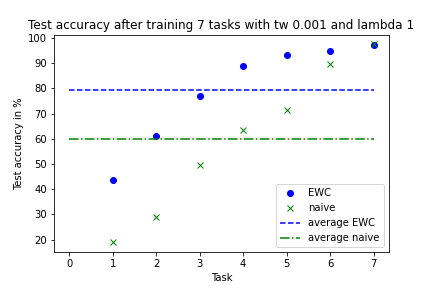 Test accuracy after training 7 tasks with tw 0.001 and lambda 1
100
90
80
70
60
50
40
30
20
Test accuracy in %
0 1 2 3 4 5 6 7
Task
EWC
naive
average EWC
average naive